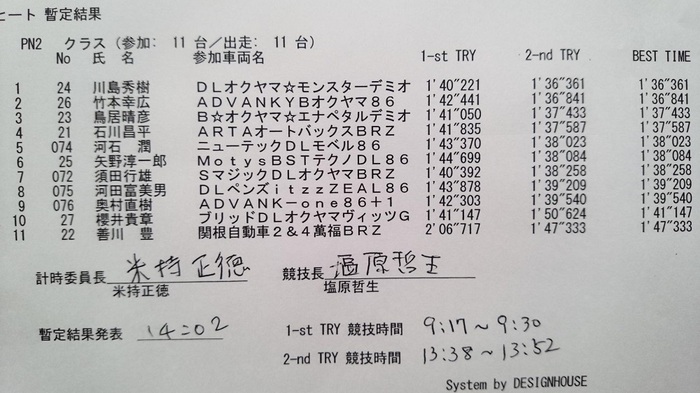 ヒート 暫定結果
PN2 クラス (参加: 11 台/出走: 11 台)
No 氏 名 参加車両名 1-st TRY 2-nd TRY BEST TIME
1 24 川島秀樹 DLオクヤマ☆モンスターデミオ 1'40"221 1'36"361 1'36"361
2 26 竹本幸広 ADVANKYBオクヤマ86 1'42"441 1'36"841 1'36"841
3 23 鳥居晴彦 B☆オクヤマ☆エナペタルデミオ 1'41"050 1'37"433 1'37"433
4 21 石川昌平 ARTAオートバックスBRZ 1'41"835 1'37"587 1'37"587
5 074 河石 潤 ニューテックDLモベル86 1'43"370 1'38"023 1'38"023
6 25 矢野淳一郎 MotysBSTテクノDL86 1'44"699 1'38"084 1'38"084
7 072 須田行雄 SマジックDLオクヤマBRZ 1'40"392 1'38"258 1'38"258
8 075 河田富美男 DLペンズitzzZEAL86 1'43"878 1'39"209 1'39"209
9 076 奥村直樹 ADVANK-one86+1 1'42"303 1'39"540 1'39"540
10 27 櫻井貴章 ブリッドDLオクヤマヴィッツG 1'41"147 1'50"624 1'41"147
11 22 善川 豊 関根自動車2&4萬福BRZ 2'06"717 1'47"333 1'47"333
計時委員長 米持正徳 競技長 塩原哲生
米持正徳 塩原哲生
暫定結果発表 14:02 1-st TRY 競技時間 9:17～9:30
2-nd TRY 競技時間 13:38～13:52
System by DESIGNHOUSE